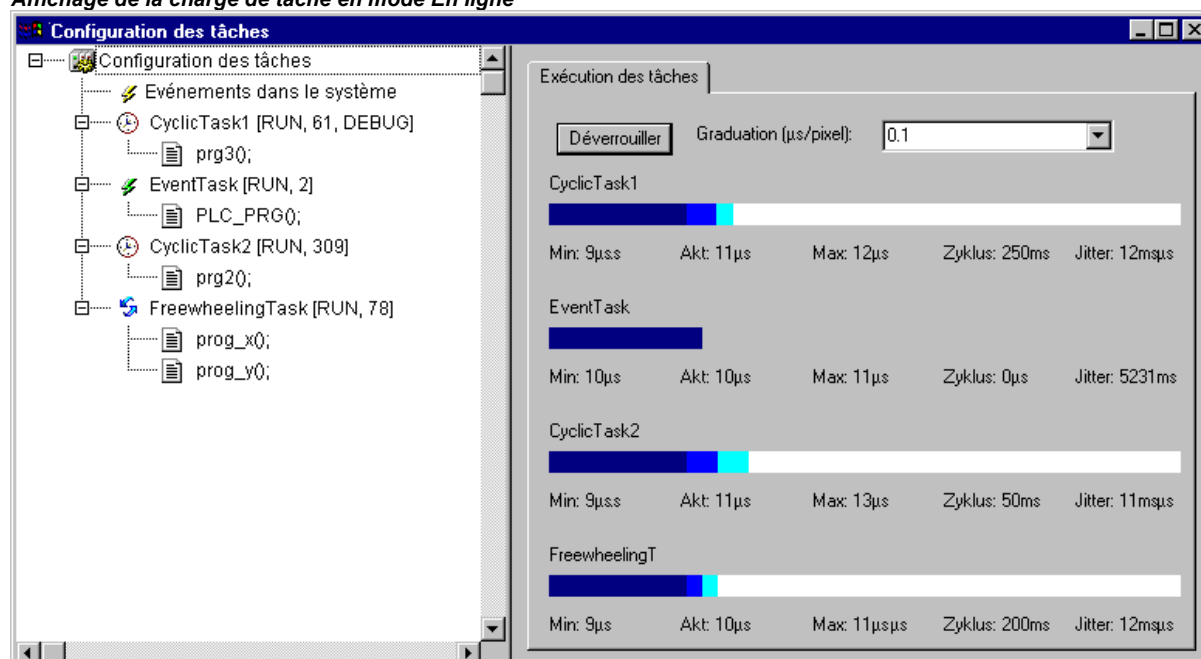 Affichage de la charge de tâche en mode En ligne
Configuration des tâches
Configuration des tâches
Evénements dans le système
CyclicTask1 [RUN, 61, DEBUG]
prg3();
EventTask [RUN, 2]
PLC_PRG();
CyclicTask2 [RUN, 309]
prg2();
FreewheelingTask [RUN, 78]
prog_x();
prog_y();
Exécution des tâches
Déverrouiller Graduation (µs/pixel): 0.1
CyclicTask1
Min: 9µs.s Akt: 11µs Max: 12µs Zyklus: 250ms Jitter: 12msµs
EventTask
Min: 10µs Akt: 10µs Max: 11µs Zyklus: 0µs Jitter: 5231ms
CyclicTask2
Min: 9µs.s Akt: 11µs Max: 13µs Zyklus: 50ms Jitter: 11msµs
FreewheelingT
Min: 9µs Akt: 10µs Max: 11µsµs Zyklus: 200ms Jitter: 12msµs